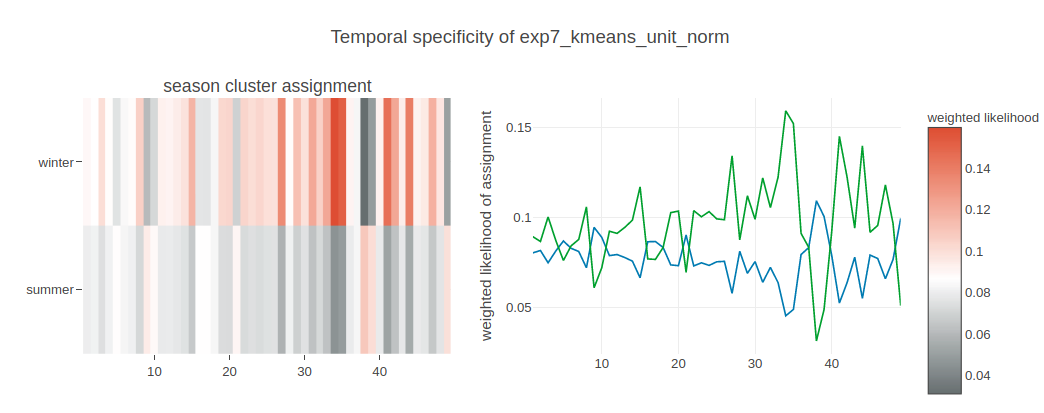 Temporal specificity of exp7_kmeans_unit_norm
season cluster assignment
winter
summer
10
20
30
40
weighted likelihood of assignment
0.15
0.1
0.05
10
20
30
40
weighted likelihood
0.14
0.12
0.1
0.08
0.06
0.04